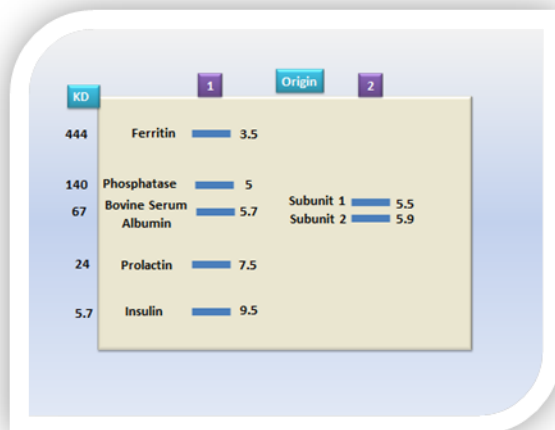 1
Origin
2
KD
444 Ferritin 3.5
140 Phosphatase 5
67 Bovine Serum Albumin 5.7
Subunit 1 5.5
Subunit 2 5.9
24 Prolactin 7.5
5.7 Insulin 9.5